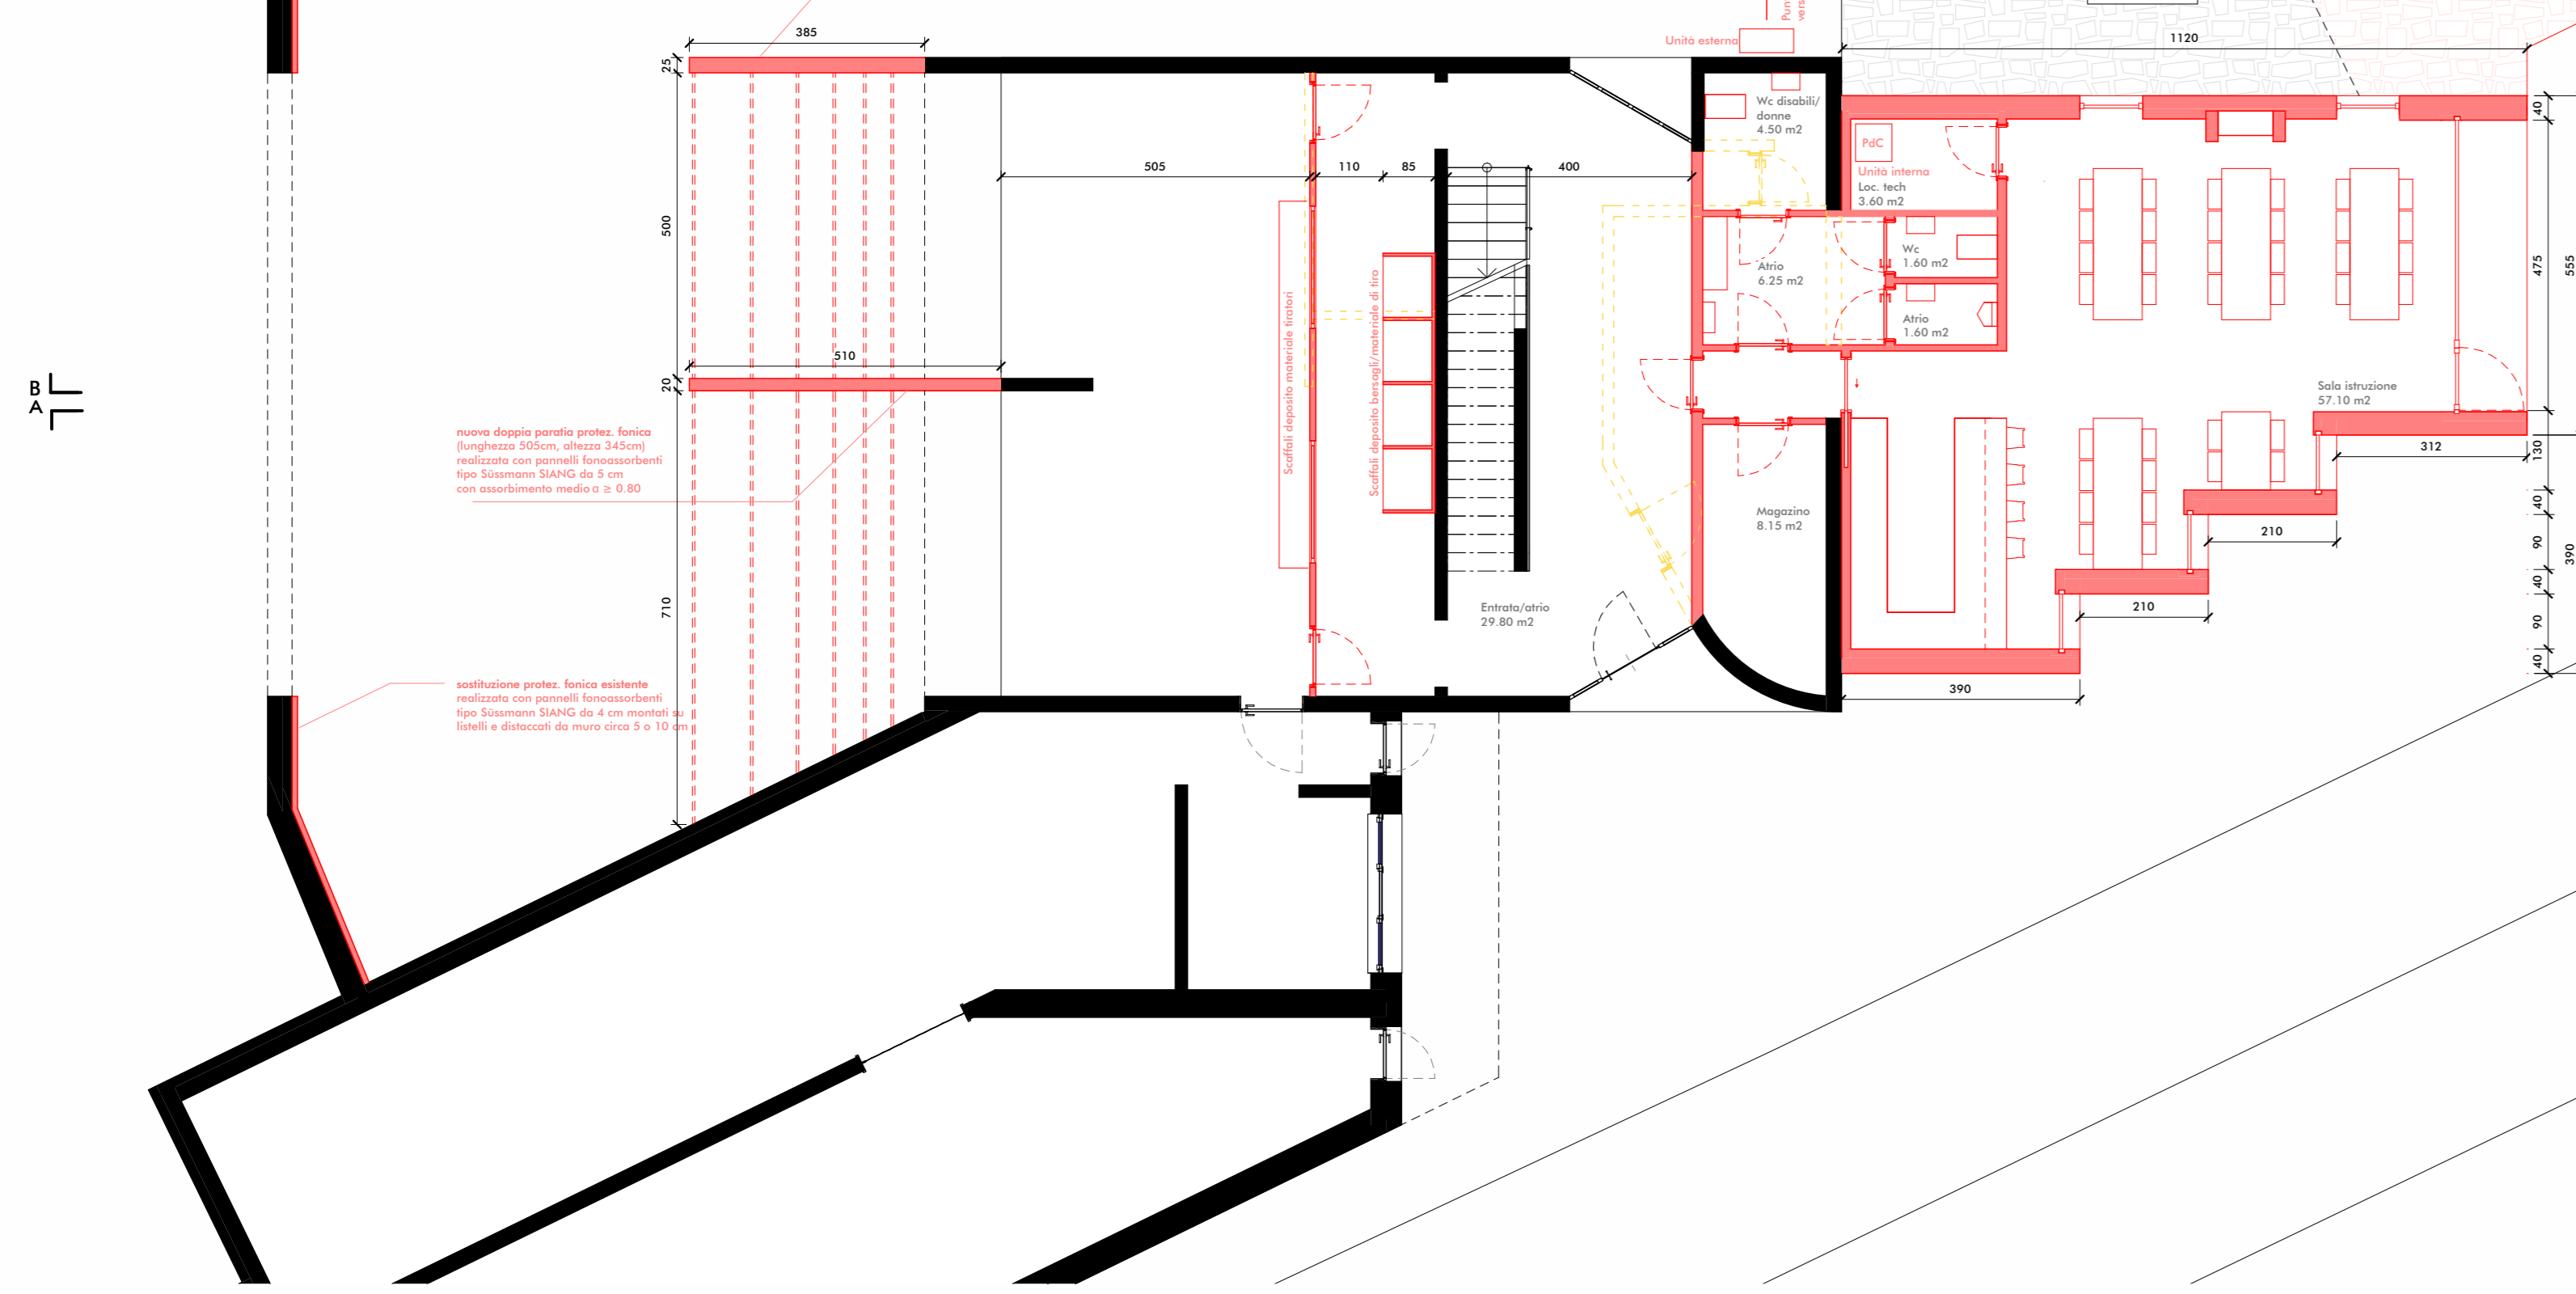 Pun
vers
Unità esterna
385
1120
25
500
20
710
505
110
85
400
510
B
A
Wc disabili/
donne
4.50 m2
PdC
Unità interna
Loc. tech
3.60 m2
Wc
1.60 m2
Atrio
6.25 m2
Atrio
1.60 m2
Scaffali deposito materiale tiratori
Scaffali deposito bersagli/materiale di tiro
Sala istruzione
57.10 m2
Magazino
8.15 m2
Entrata/atrio
29.80 m2
nuova doppia paratia protez. fonica
(lunghezza 505cm, altezza 345cm)
realizzata con pannelli fonoassorbenti
tipo Süssmann SIANG da 5 cm
con assorbimento medio α ≥ 0.80
sostituzione protez. fonica esistente
realizzata con pannelli fonoassorbenti
tipo Süssmann SIANG da 4 cm montati su
listelli e distaccati da muro circa 5 o 10 cm
312
210
210
390
40
475
555
130
40
90
40
90
40
390